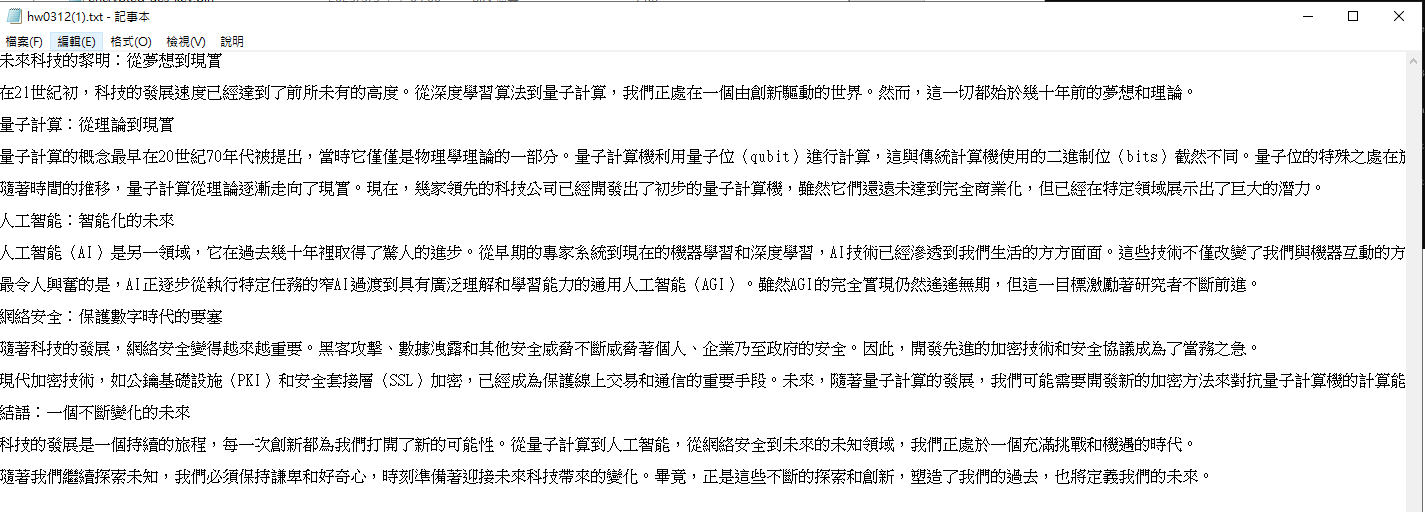 hw0312(1).txt - 記事本
檔案(F) 編輯(E) 格式(O) 檢視(V) 說明
未來科技的黎明：從夢想到現實
在21世紀初，科技的發展速度已經達到了前所未有的高度。從深度學習算法到量子計算，我們正處在一個由創新驅動的世界。然而，這一切都始於幾十年前的夢想和理論。
量子計算：從理論到現實
量子計算的概念最早在20世紀70年代被提出，當時它僅僅是物理學理論的一部分。量子計算機利用量子位（qubit）進行計算，這與傳統計算機使用的二進制位（bits）截然不同。量子位的特殊之處在於
隨著時間的推移，量子計算從理論逐漸走向了現實。現在，幾家領先的科技公司已經開發出了初步的量子計算機，雖然它們還遠未達到完全商業化，但已經在特定領域展示出了巨大的潛力。
人工智能：智能化的未來
人工智能（AI）是另一領域，它在過去幾十年裡取得了驚人的進步。從早期的專家系統到現在的機器學習和深度學習，AI技術已經滲透到我們生活的方方面面。這些技術不僅改變了我們與機器互動的方
最令人興奮的是，AI正逐步從執行特定任務的窄AI過渡到具有廣泛理解和學習能力的通用人工智能（AGI）。雖然AGI的完全實現仍然遙遙無期，但這一目標激勵著研究者不斷前進。
網絡安全：保護數字時代的要塞
隨著科技的發展，網絡安全變得越來越重要。黑客攻擊、數據洩露和其他安全威脅不斷威脅著個人、企業乃至政府的安全。因此，開發先進的加密技術和安全協議成為了當務之急。
現代加密技術，如公鑰基礎設施（PKI）和安全套接層（SSL）加密，已經成為保護線上交易和通信的重要手段。未來，隨著量子計算的發展，我們可能需要開發新的加密方法來對抗量子計算機的計算能
結語：一個不斷變化的未來
科技的發展是一個持續的旅程，每一次創新都為我們打開了新的可能性。從量子計算到人工智能，從網絡安全到未來的未知領域，我們正處於一個充滿挑戰和機遇的時代。
隨著我們繼續探索未知，我們必須保持謙卑和好奇心，時刻準備著迎接未來科技帶來的變化。畢竟，正是這些不斷的探索和創新，塑造了我們的過去，也將定義我們的未來。